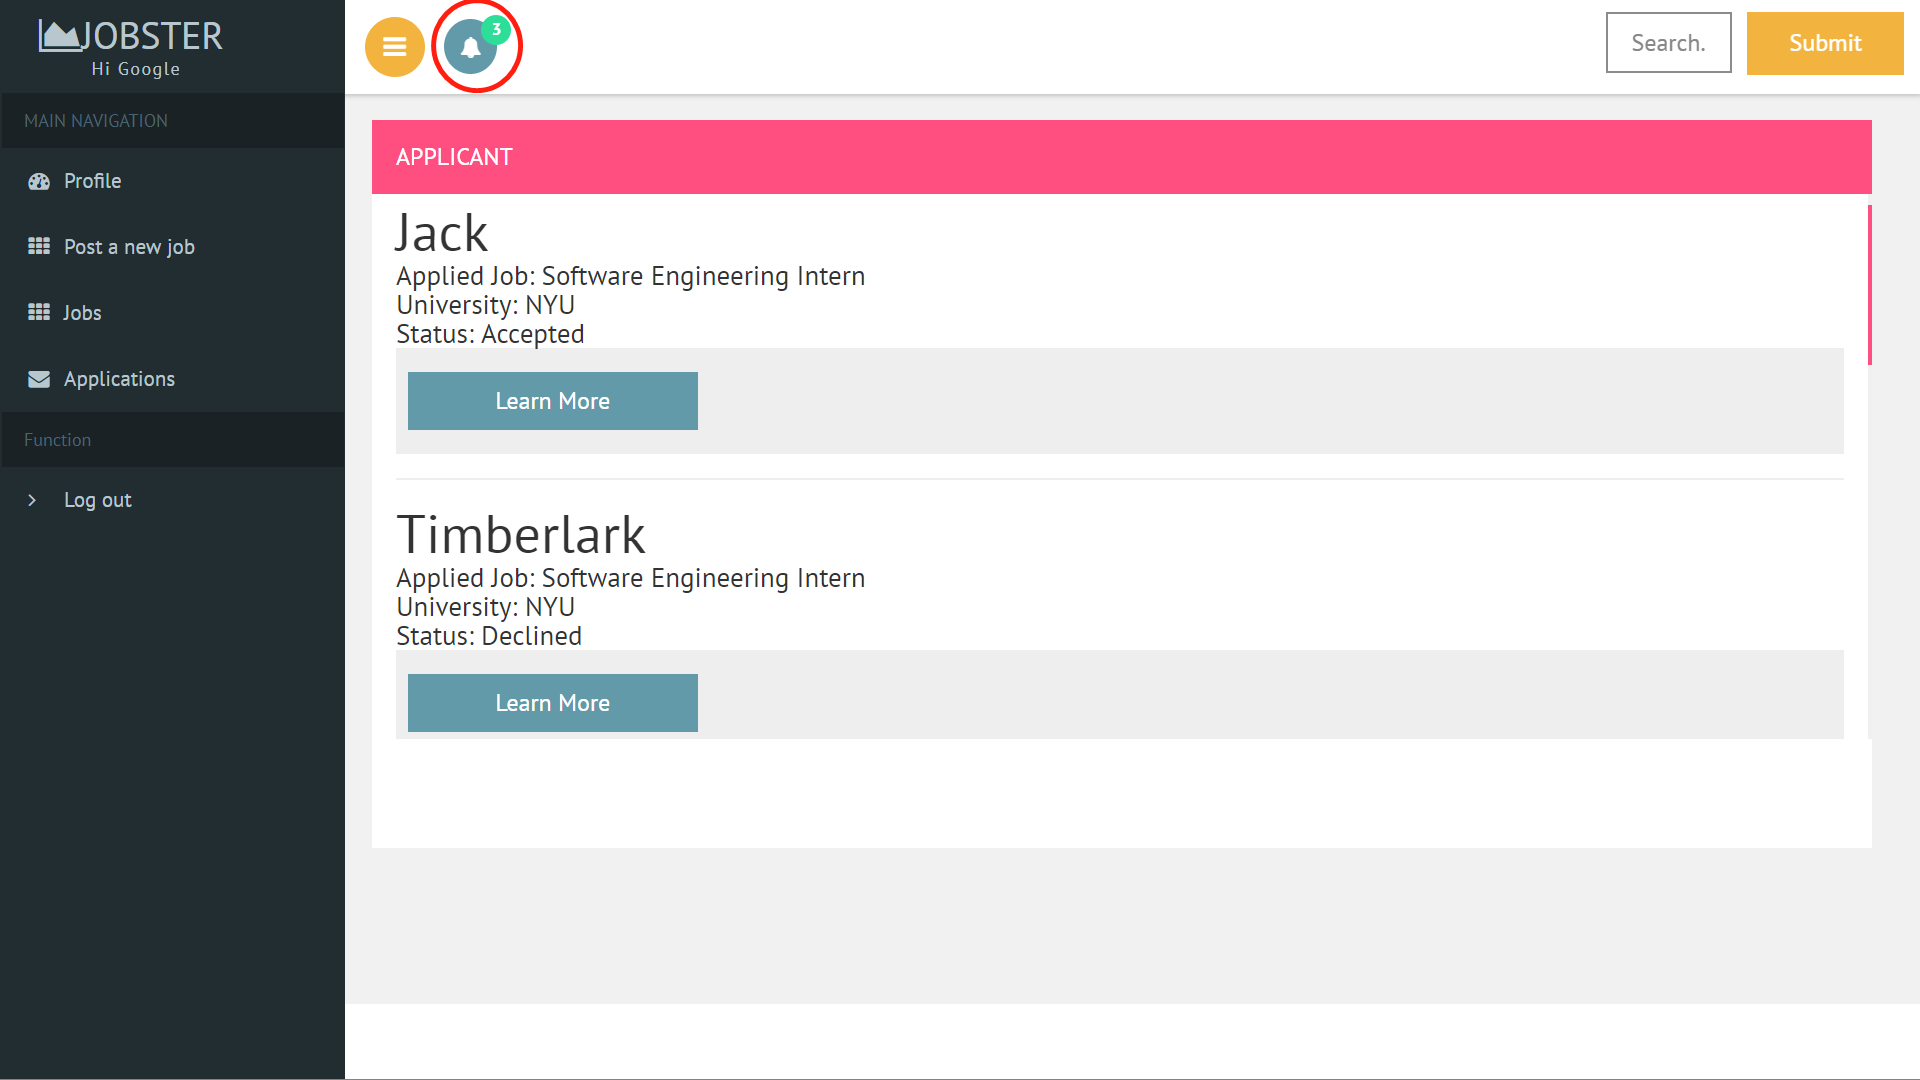 JOBSTER
Hi Google
MAIN NAVIGATION
Profile
Post a new job
Jobs
Applications
Function
Log out
3
Search.
Submit
APPLICANT
Jack
Applied Job: Software Engineering Intern
University: NYU
Status: Accepted
Learn More
Timberlark
Applied Job: Software Engineering Intern
University: NYU
Status: Declined
Learn More